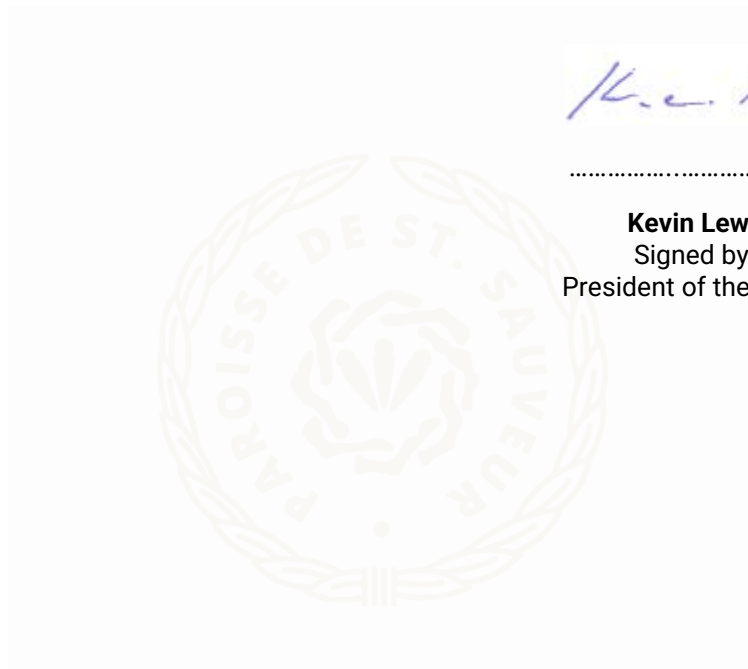 K. e.
……………..………..
Kevin Lew
Signed by
President of the
PAROISSE DE ST. SAUVEUR